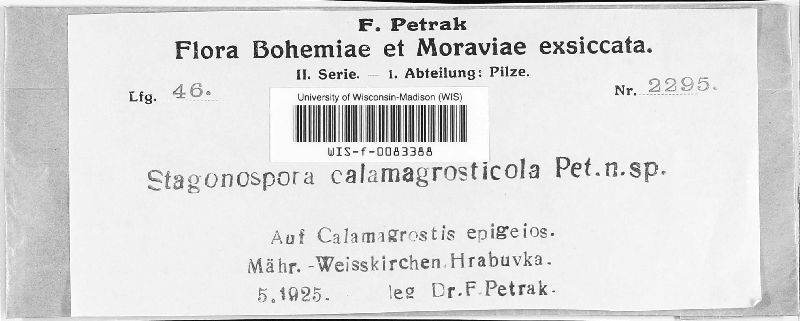 F. Petrak
Flora Bohemiae et Moraviae exsiccata.
II. Serie. — 1. Abteilung: Pilze.
Lfg. 46. Nr. 2295.
University of Wisconsin-Madison (WIS)
WIS-f-0083388
Stagonospora calamagrosticola Pet.n.sp.
Auf Calamagrostis epigeios.
Mähr.-Weisskirchen.Hrabuvka.
5.1925. leg Dr.F.Petrak.